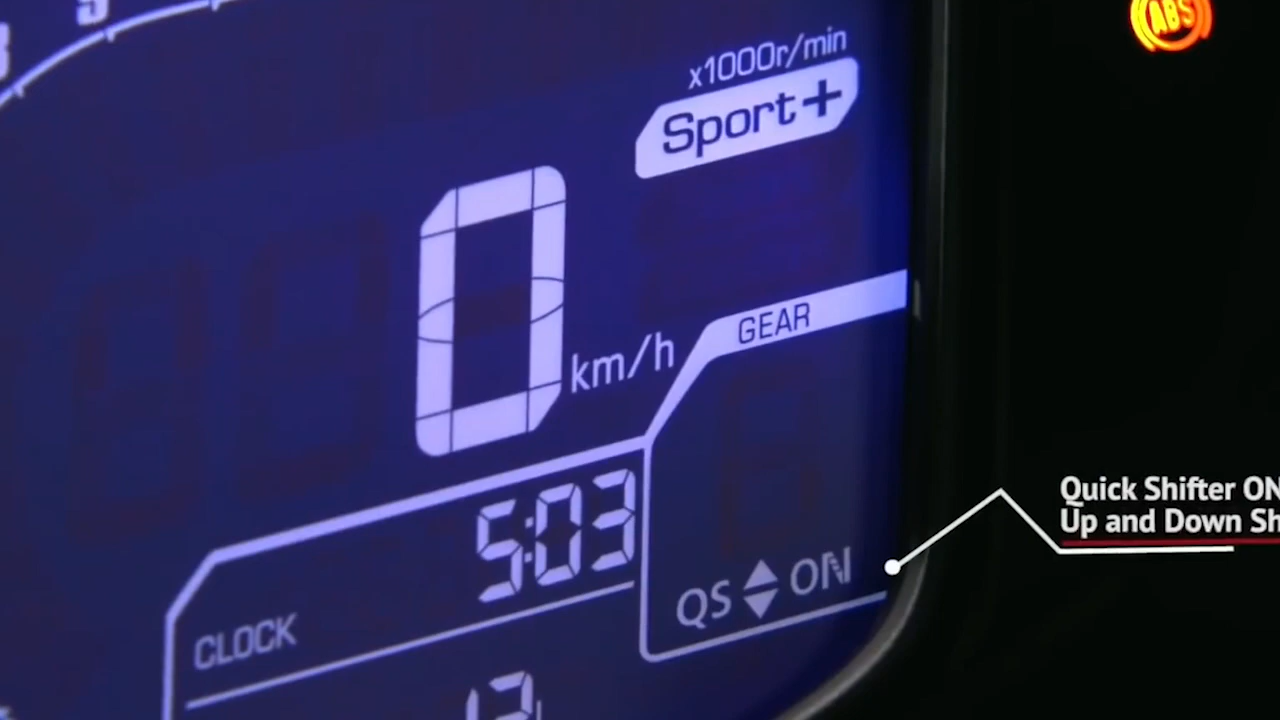 5
x1000r/min
Sport+
0
km/h
GEAR
5:03
CLOCK
QS ON
ABS
Quick Shifter ON
Up and Down Sh